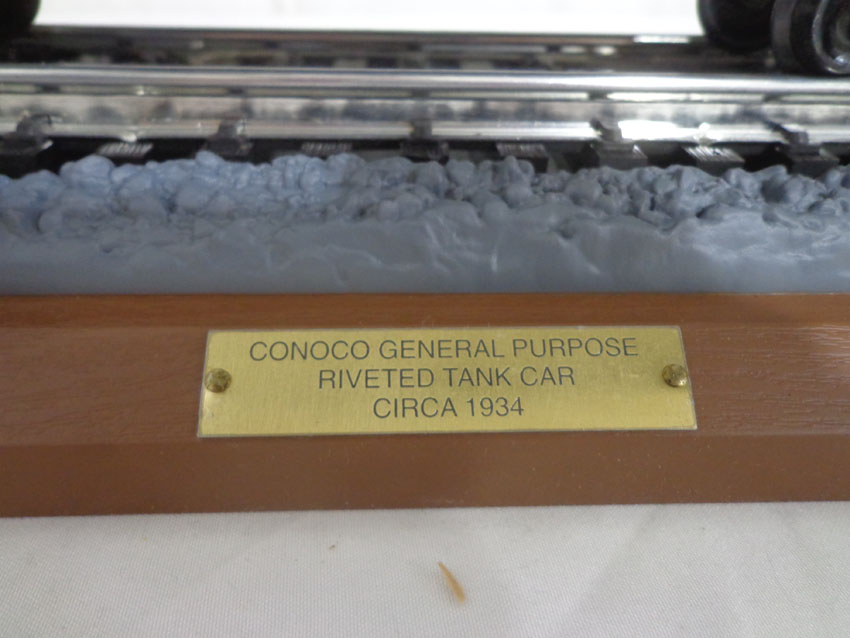 CONOCO GENERAL PURPOSE
RIVETED TANK CAR
CIRCA 1934